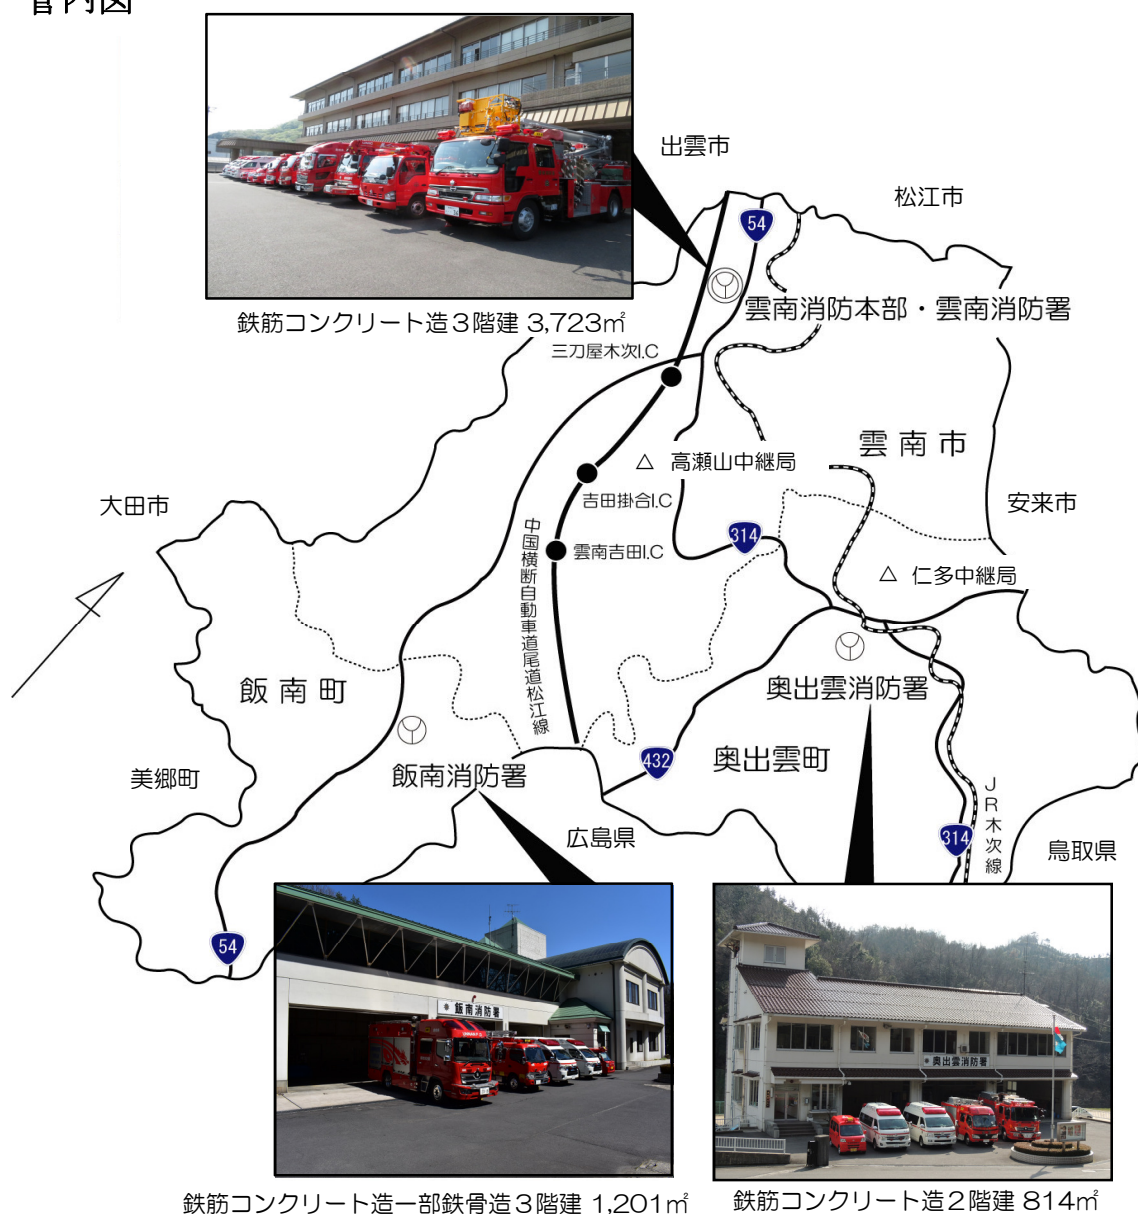 管内図
出雲市
松江市
54
雲南消防本部・雲南消防署
鉄筋コンクリート造3階建 3,723㎡
三刀屋木次I.C
雲南市
△ 高瀬山中継局
吉田掛合I.C
大田市
安来市
314
雲南吉田I.C
中国横断自動車道尾道松江線
△ 仁多中継局
飯南町
奥出雲消防署
432
奥出雲町
飯南消防署
美郷町
広島県
JR木次線
314
鳥取県
54
飯南消防署
奥出雲消防署
鉄筋コンクリート造一部鉄骨造3階建 1,201㎡
鉄筋コンクリート造2階建 814㎡